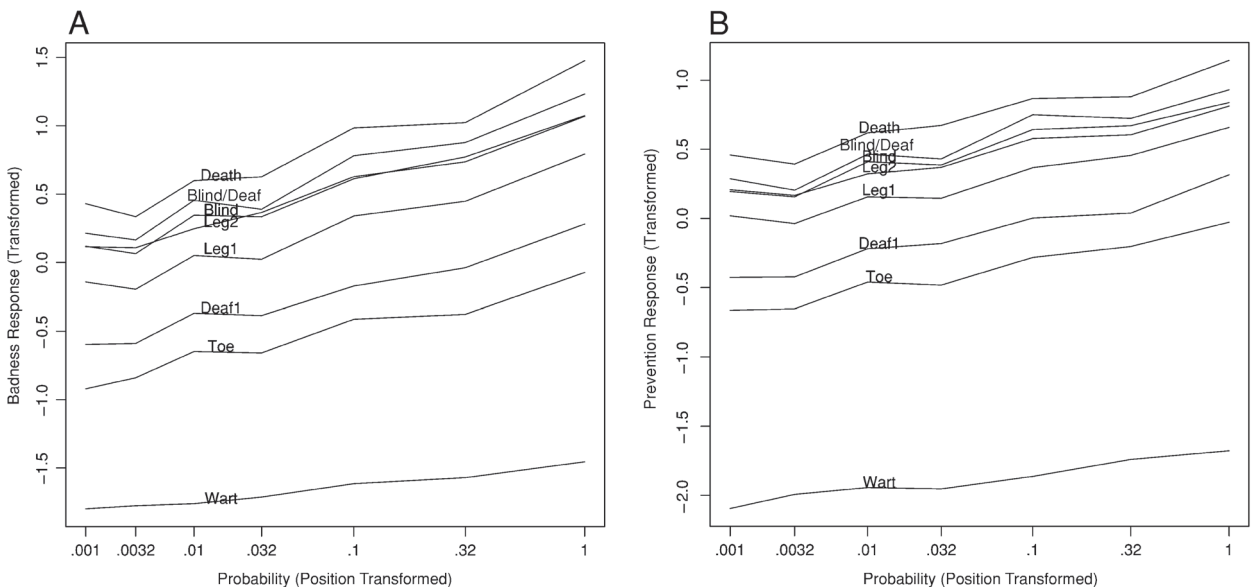 A
Badness Response (Transformed)
1.5
1.0
0.5
0.0
−0.5
−1.0
−1.5
Death
Blind/Deaf
Blind
Leg2
Leg1
Deaf1
Toe
Wart
.001 .0032 .01 .032 .1 .32 1
Probability (Position Transformed)
B
Prevention Response (Transformed)
1.0
0.5
0.0
−0.5
−1.0
−1.5
−2.0
Death
Blind/Deaf
Blind
Leg2
Leg1
Deaf1
Toe
Wart
.001 .0032 .01 .032 .1 .32 1
Probability (Position Transformed)